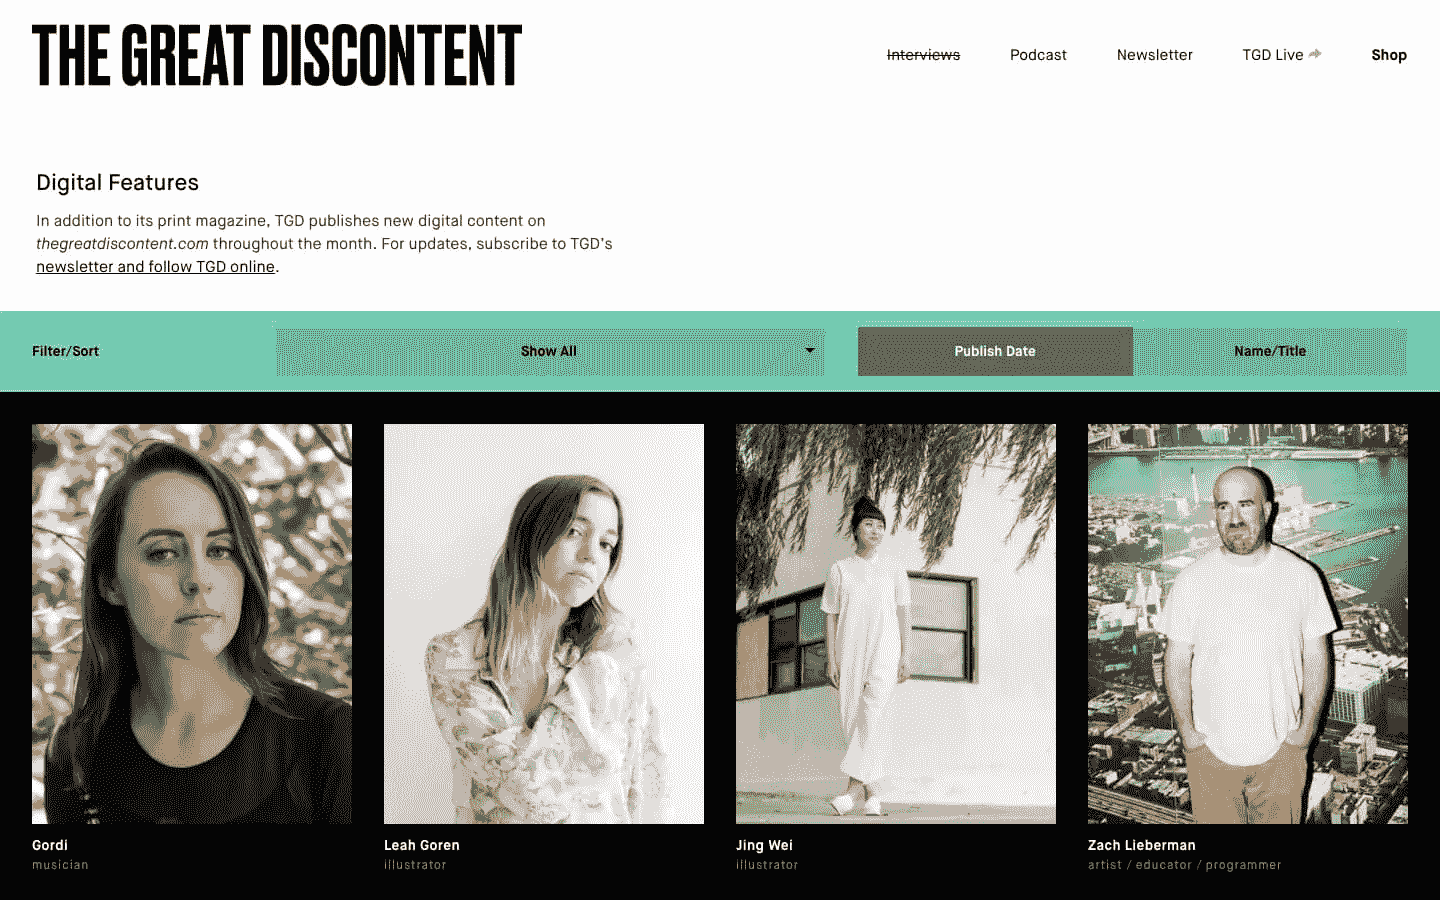 THE GREAT DISCONTENT
Interviews
Podcast
Newsletter
TGD Live
Shop
Digital Features
In addition to its print magazine, TGD publishes new digital content on
thegreatdiscontent.com throughout the month. For updates, subscribe to TGD's
newsletter and follow TGD online.
Filter/Sort
Show All
Publish Date
Name/Title
Gordi
musician
Leah Goren
illustrator
Jing Wei
illustrator
Zach Lieberman
artist / educator / programmer